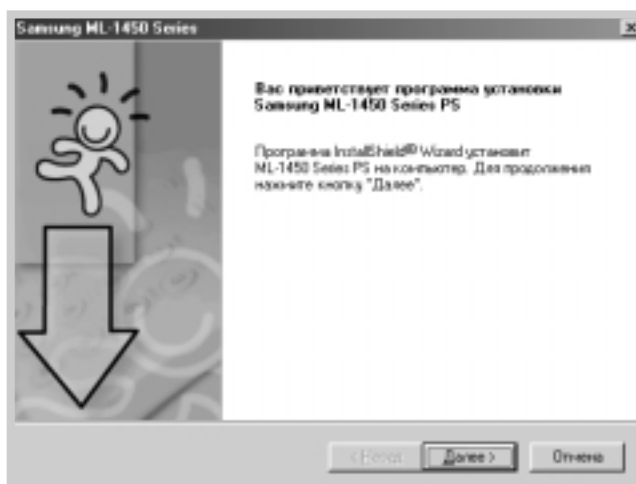 Samsung ML-1450 Series
Вас приветствует программа установки
Samsung ML-1450 Series PS
Программа InstallShield® Wizard установит
ML-1450 Series PS на компьютер. Для продолжения
нажмите кнопку "Далее".
< Назад
Далее >
Отмена